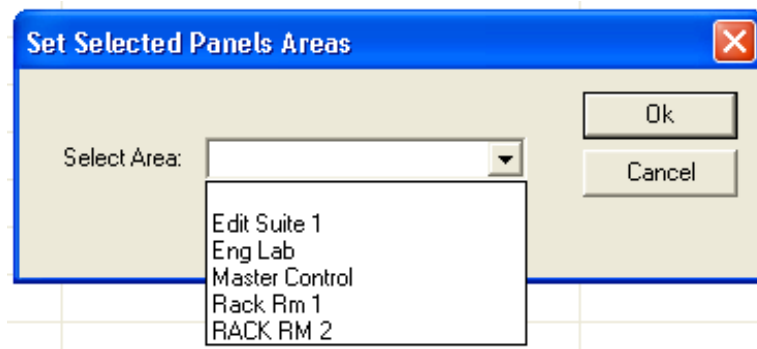 Set Selected Panels Areas
Select Area:
Ok
Cancel
Edit Suite 1
Eng Lab
Master Control
Rack Rm 1
RACK RM 2